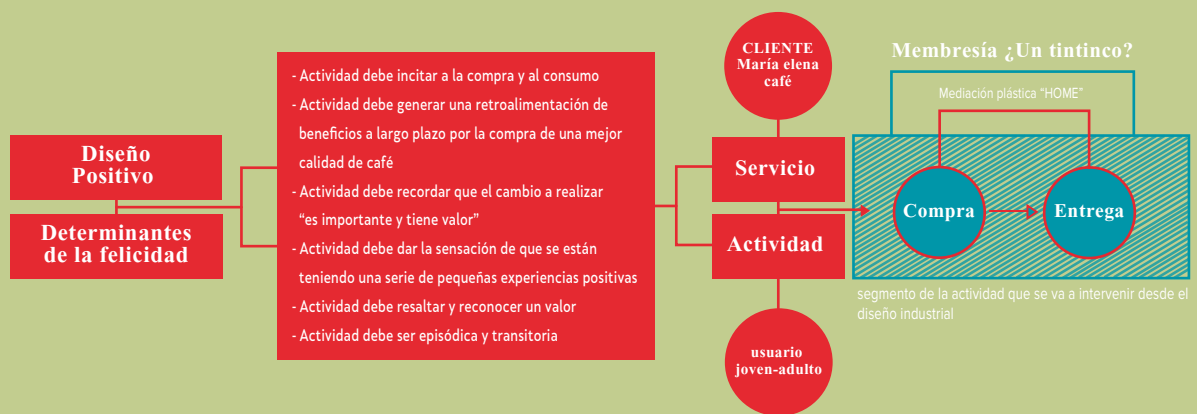 Diseño
Positivo
Determinantes
de la felicidad
- Actividad debe incitar a la compra y al consumo
- Actividad debe generar una retroalimentación de
beneficios a largo plazo por la compra de una mejor
calidad de café
- Actividad debe recordar que el cambio a realizar
“es importante y tiene valor”
- Actividad debe dar la sensación de que se están
teniendo una serie de pequeñas experiencias positivas
- Actividad debe resaltar y reconocer un valor
- Actividad debe ser episódica y transitoria
CLIENTE
María elena
café
Servicio
Actividad
usuario
joven-adulto
Membresía ¿Un tintinco?
Mediación plástica “HOME”
Compra
Entrega
segmento de la actividad que se va a intervenir desde el
diseño industrial